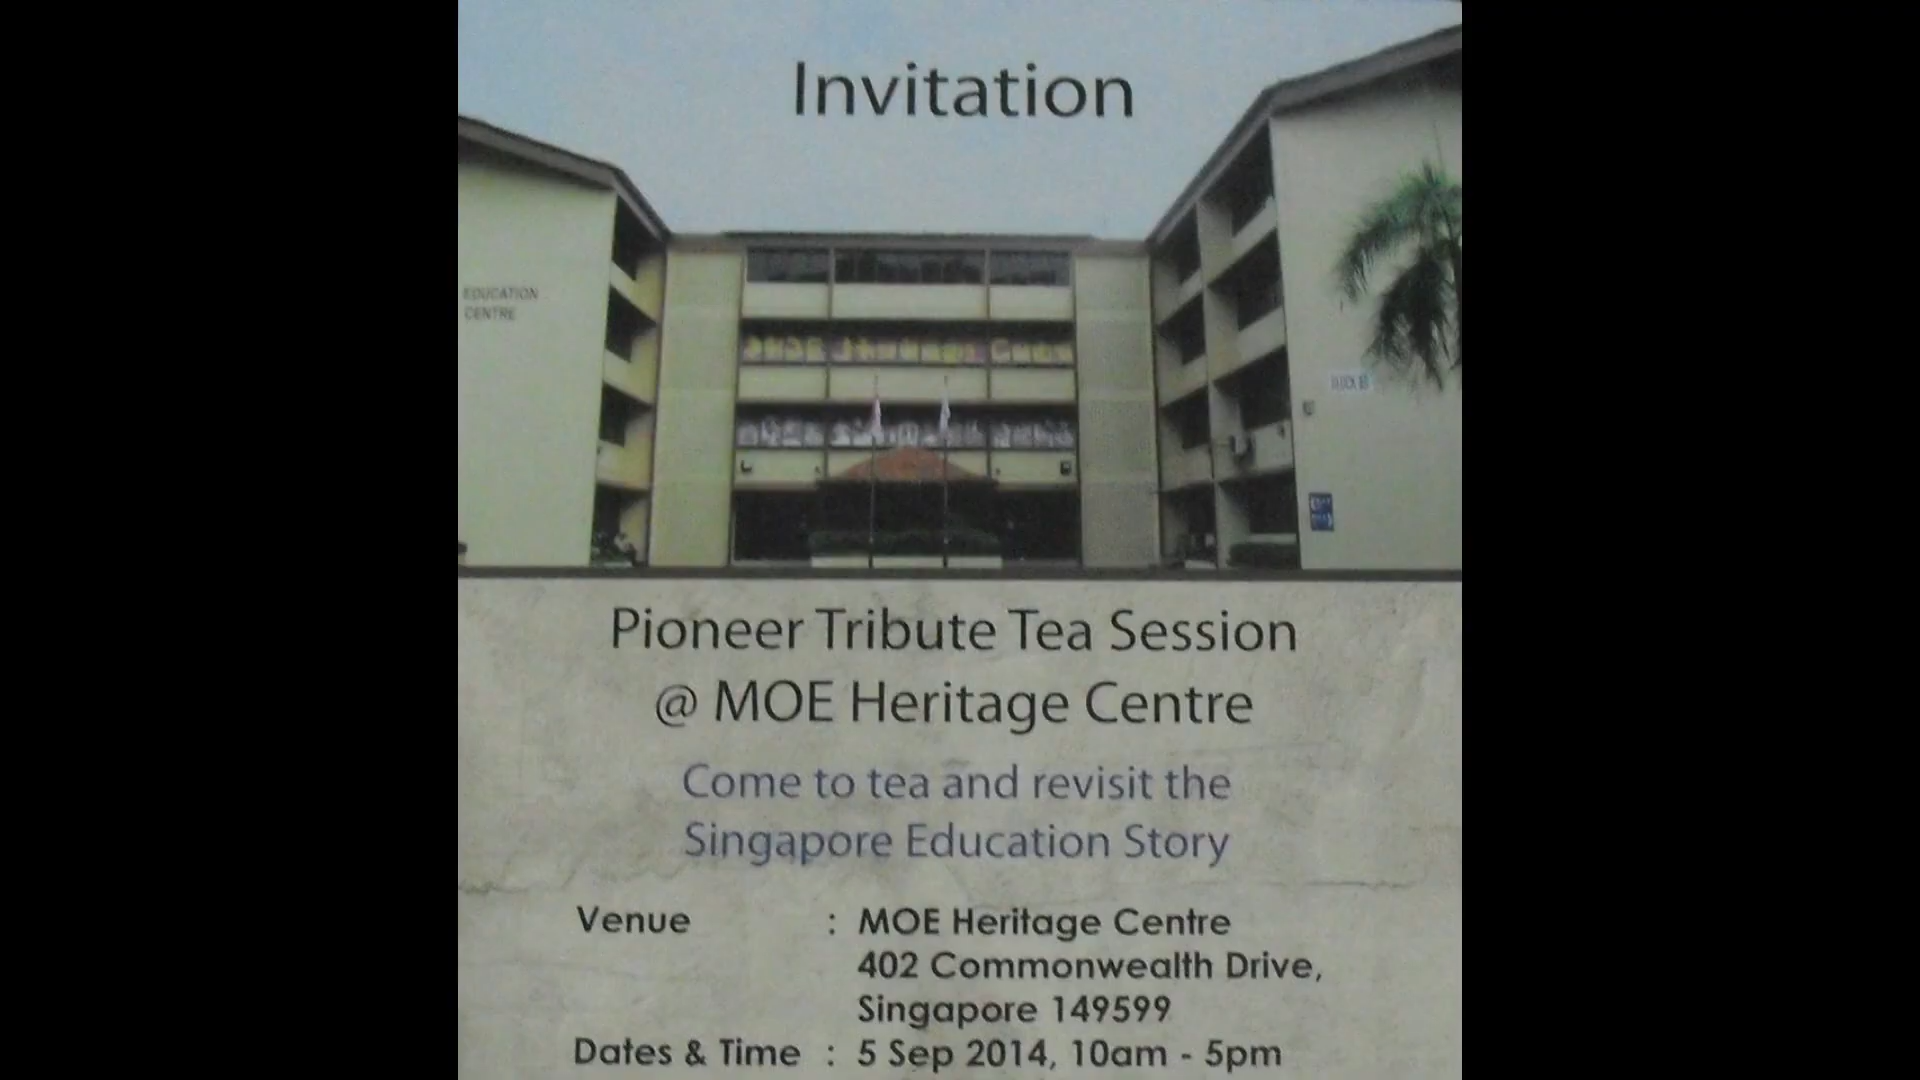 Invitation
EDUCATION
CENTRE
Pioneer Tribute Tea Session
@ MOE Heritage Centre
Come to tea and revisit the
Singapore Education Story
Venue : MOE Heritage Centre
402 Commonwealth Drive,
Singapore 149599
Dates & Time : 5 Sep 2014, 10am - 5pm